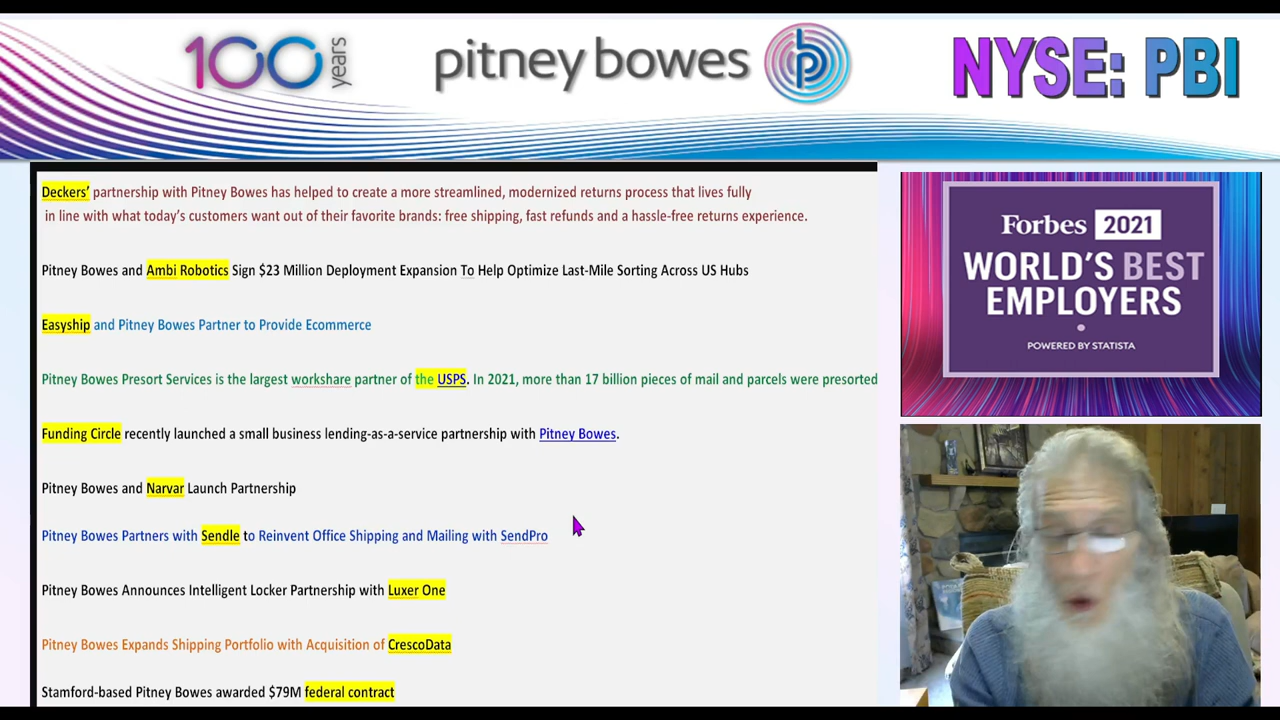 100 years
pitney bowes
NYSE: PBI
Deckers’ partnership with Pitney Bowes has helped to create a more streamlined, modernized returns process that lives fully
in line with what today’s customers want out of their favorite brands: free shipping, fast refunds and a hassle-free returns experience.
Pitney Bowes and Ambi Robotics Sign $23 Million Deployment Expansion To Help Optimize Last-Mile Sorting Across US Hubs
Easyship and Pitney Bowes Partner to Provide Ecommerce
Pitney Bowes Presort Services is the largest workshare partner of the USPS. In 2021, more than 17 billion pieces of mail and parcels were presorted
Funding Circle recently launched a small business lending-as-a-service partnership with Pitney Bowes.
Pitney Bowes and Narvar Launch Partnership
Pitney Bowes Partners with Sendle to Reinvent Office Shipping and Mailing with SendPro
Pitney Bowes Announces Intelligent Locker Partnership with Luxer One
Pitney Bowes Expands Shipping Portfolio with Acquisition of CrescoData
Stamford-based Pitney Bowes awarded $79M federal contract
Forbes 2021
WORLD'S BEST
EMPLOYERS
POWERED BY STATISTA